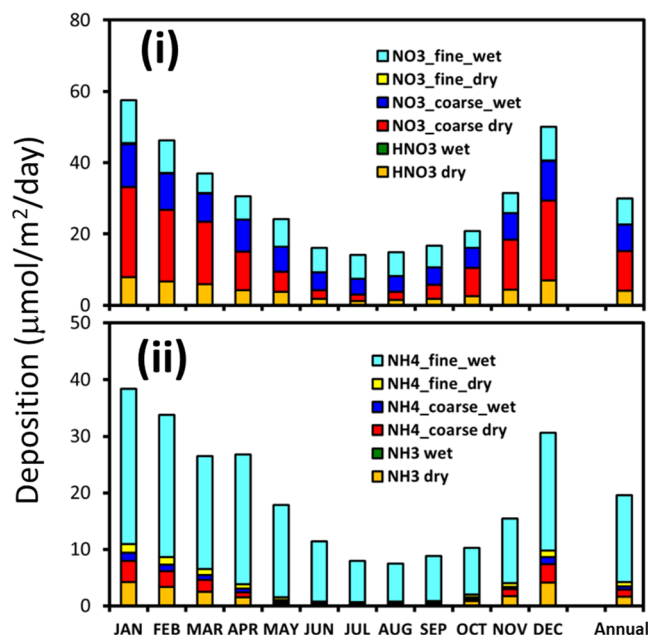 80
60
40
20
0
(i)
NO3_fine_wet
NO3_fine_dry
NO3_coarse_wet
NO3_coarse dry
HNO3 wet
HNO3 dry
Deposition (μmol/m²/day)
50
40
30
20
10
0
(ii)
NH4_fine_wet
NH4_fine_dry
NH4_coarse_wet
NH4_coarse dry
NH3 wet
NH3 dry
JAN FEB MAR APR MAY JUN JUL AUG SEP OCT NOV DEC Annual